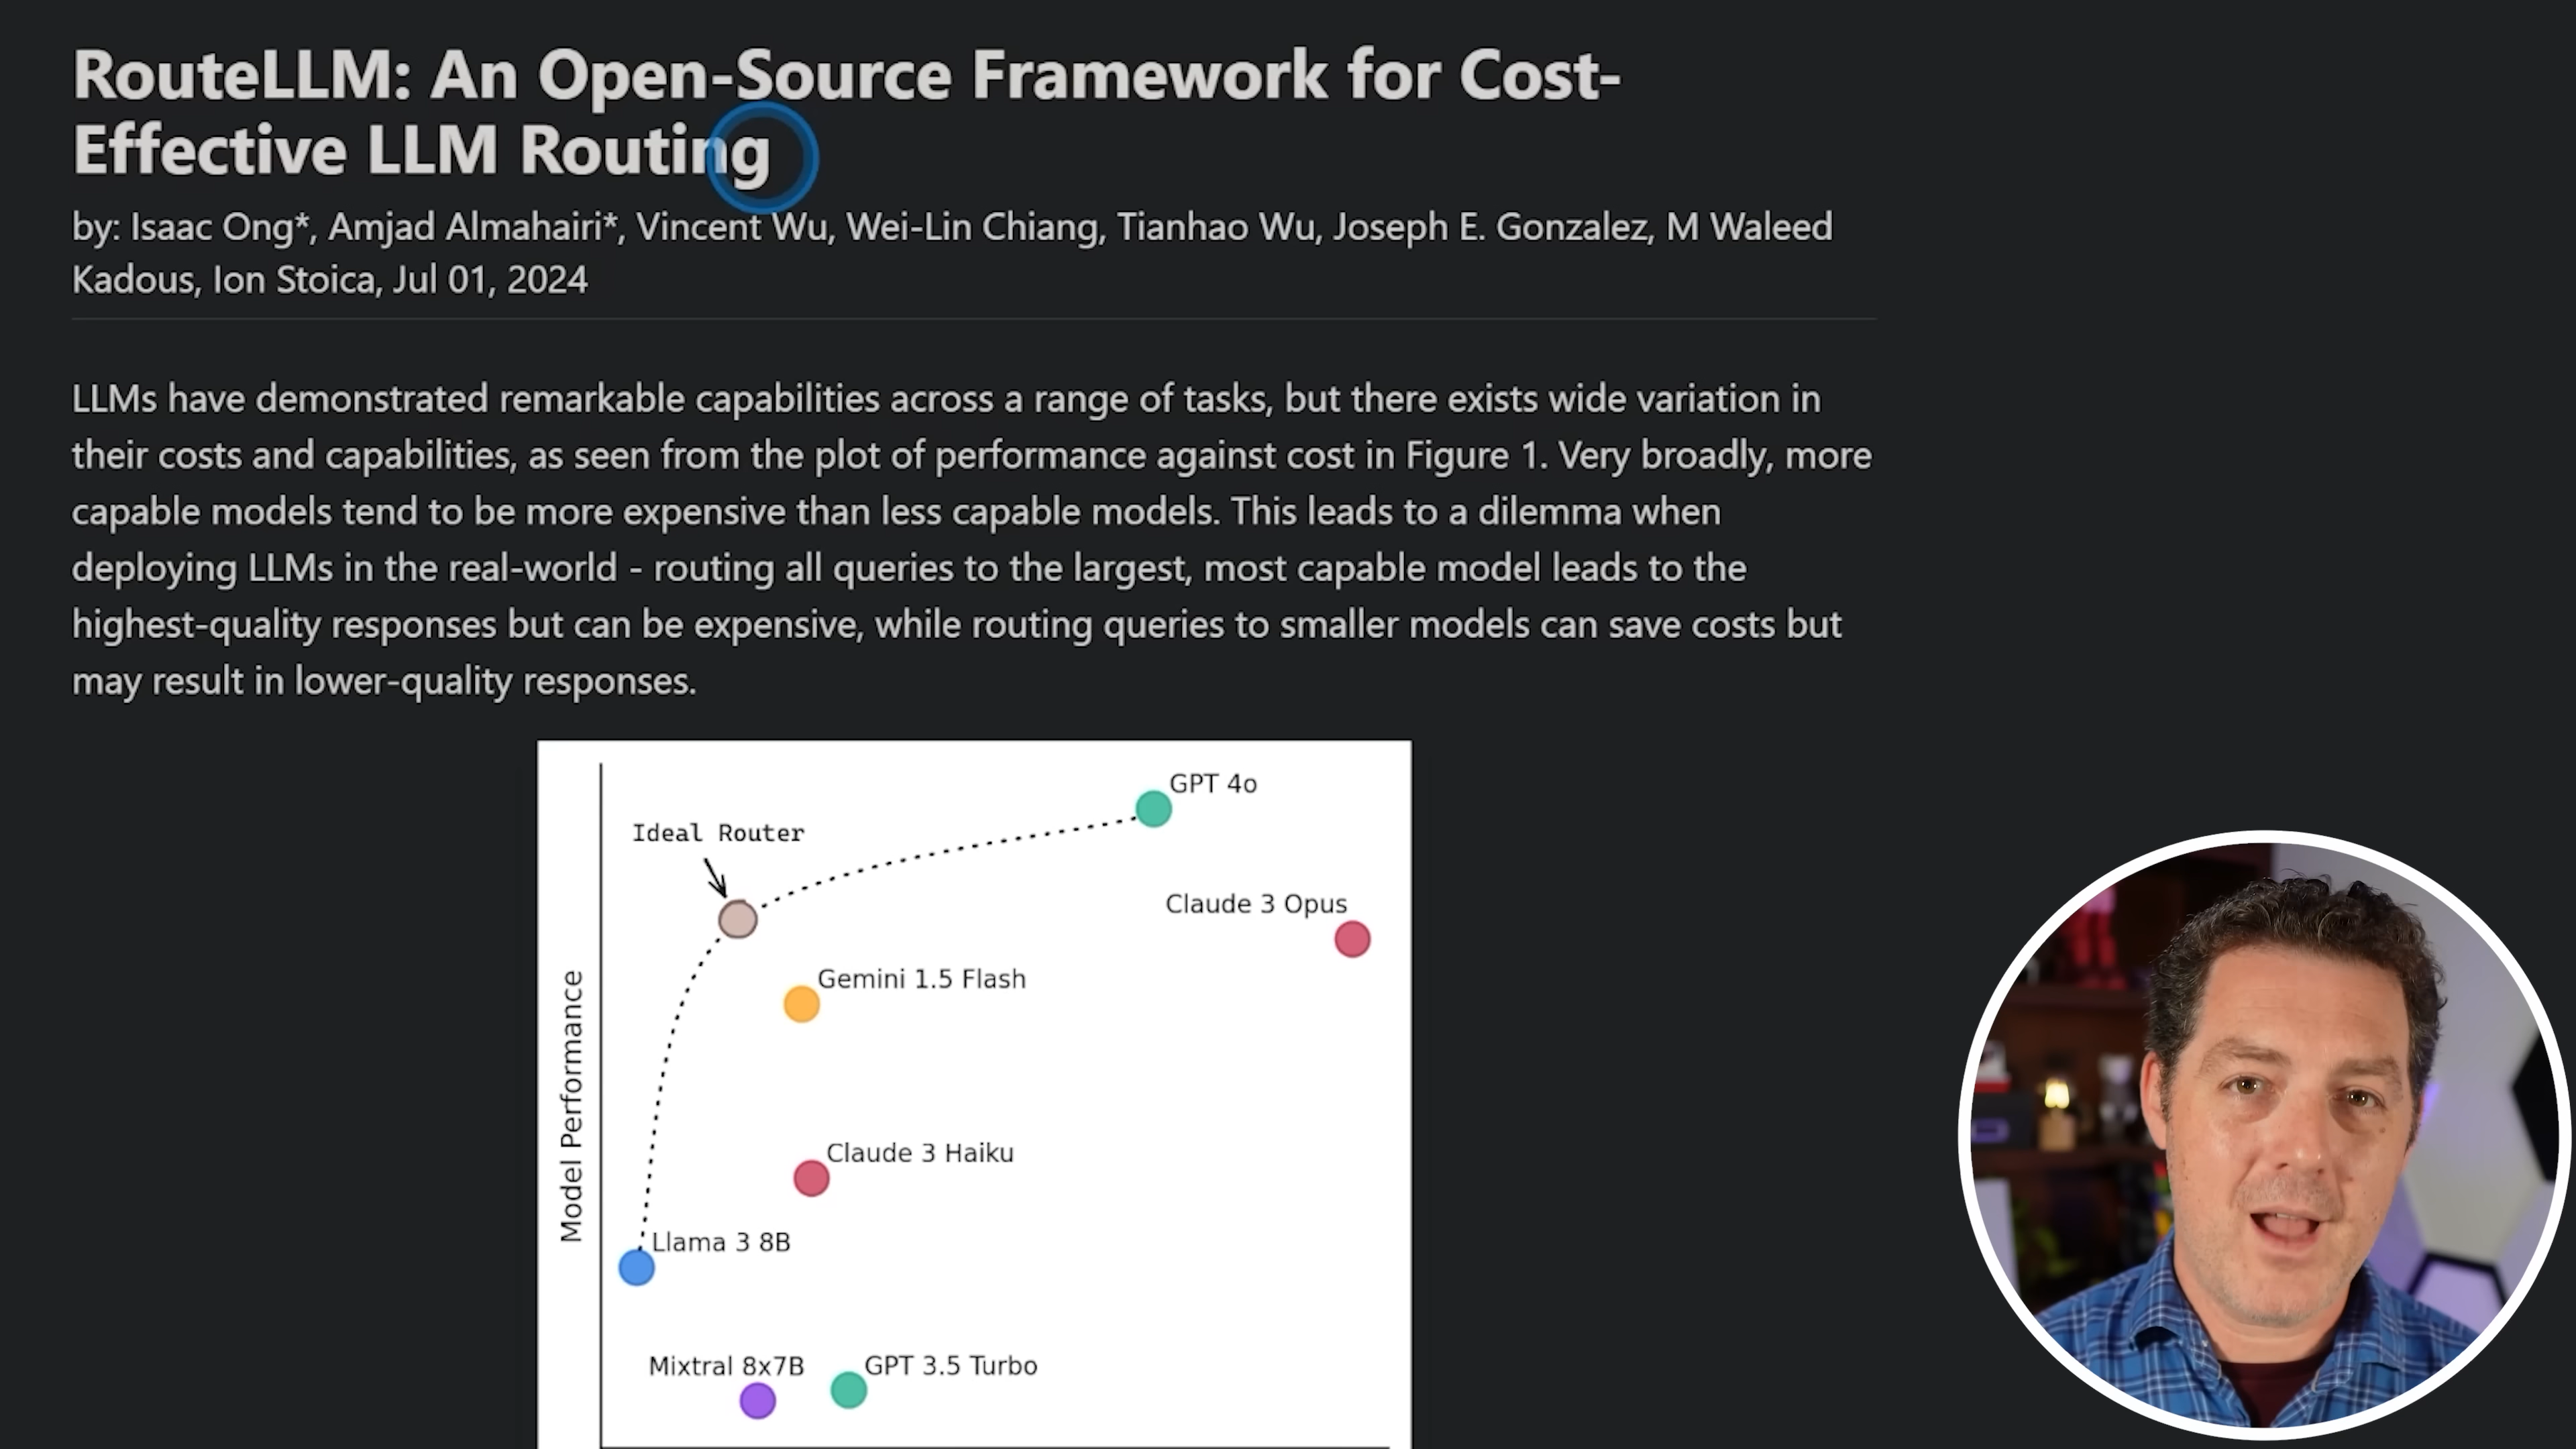 RouteLLM: An Open-Source Framework for Cost-
Effective LLM Routing
by: Isaac Ong*, Amjad Almahairi*, Vincent Wu, Wei-Lin Chiang, Tianhao Wu, Joseph E. Gonzalez, M Waleed
Kadous, Ion Stoica, Jul 01, 2024
LLMs have demonstrated remarkable capabilities across a range of tasks, but there exists wide variation in
their costs and capabilities, as seen from the plot of performance against cost in Figure 1. Very broadly, more
capable models tend to be more expensive than less capable models. This leads to a dilemma when
deploying LLMs in the real-world - routing all queries to the largest, most capable model leads to the
highest-quality responses but can be expensive, while routing queries to smaller models can save costs but
may result in lower-quality responses.
GPT 4o
Ideal Router
Claude 3 Opus
Gemini 1.5 Flash
Model Performance
Claude 3 Haiku
Llama 3 8B
Mixtral 8x7B
GPT 3.5 Turbo